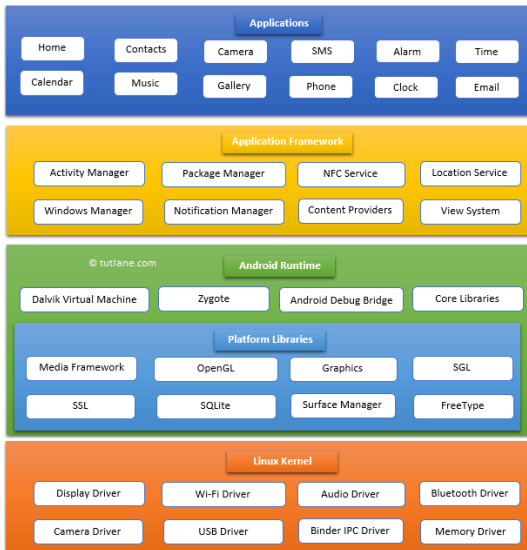 Applications
Home Contacts Camera SMS Alarm Time
Calendar Music Gallery Phone Clock Email
Application Framework
Activity Manager Package Manager NFC Service Location Service
Windows Manager Notification Manager Content Providers View System
© tutlane.com
Android Runtime
Dalvik Virtual Machine Zygote Android Debug Bridge Core Libraries
Platform Libraries
Media Framework OpenGL Graphics SGL
SSL SQLite Surface Manager FreeType
Linux Kernel
Display Driver Wi-Fi Driver Audio Driver Bluetooth Driver
Camera Driver USB Driver Binder IPC Driver Memory Driver